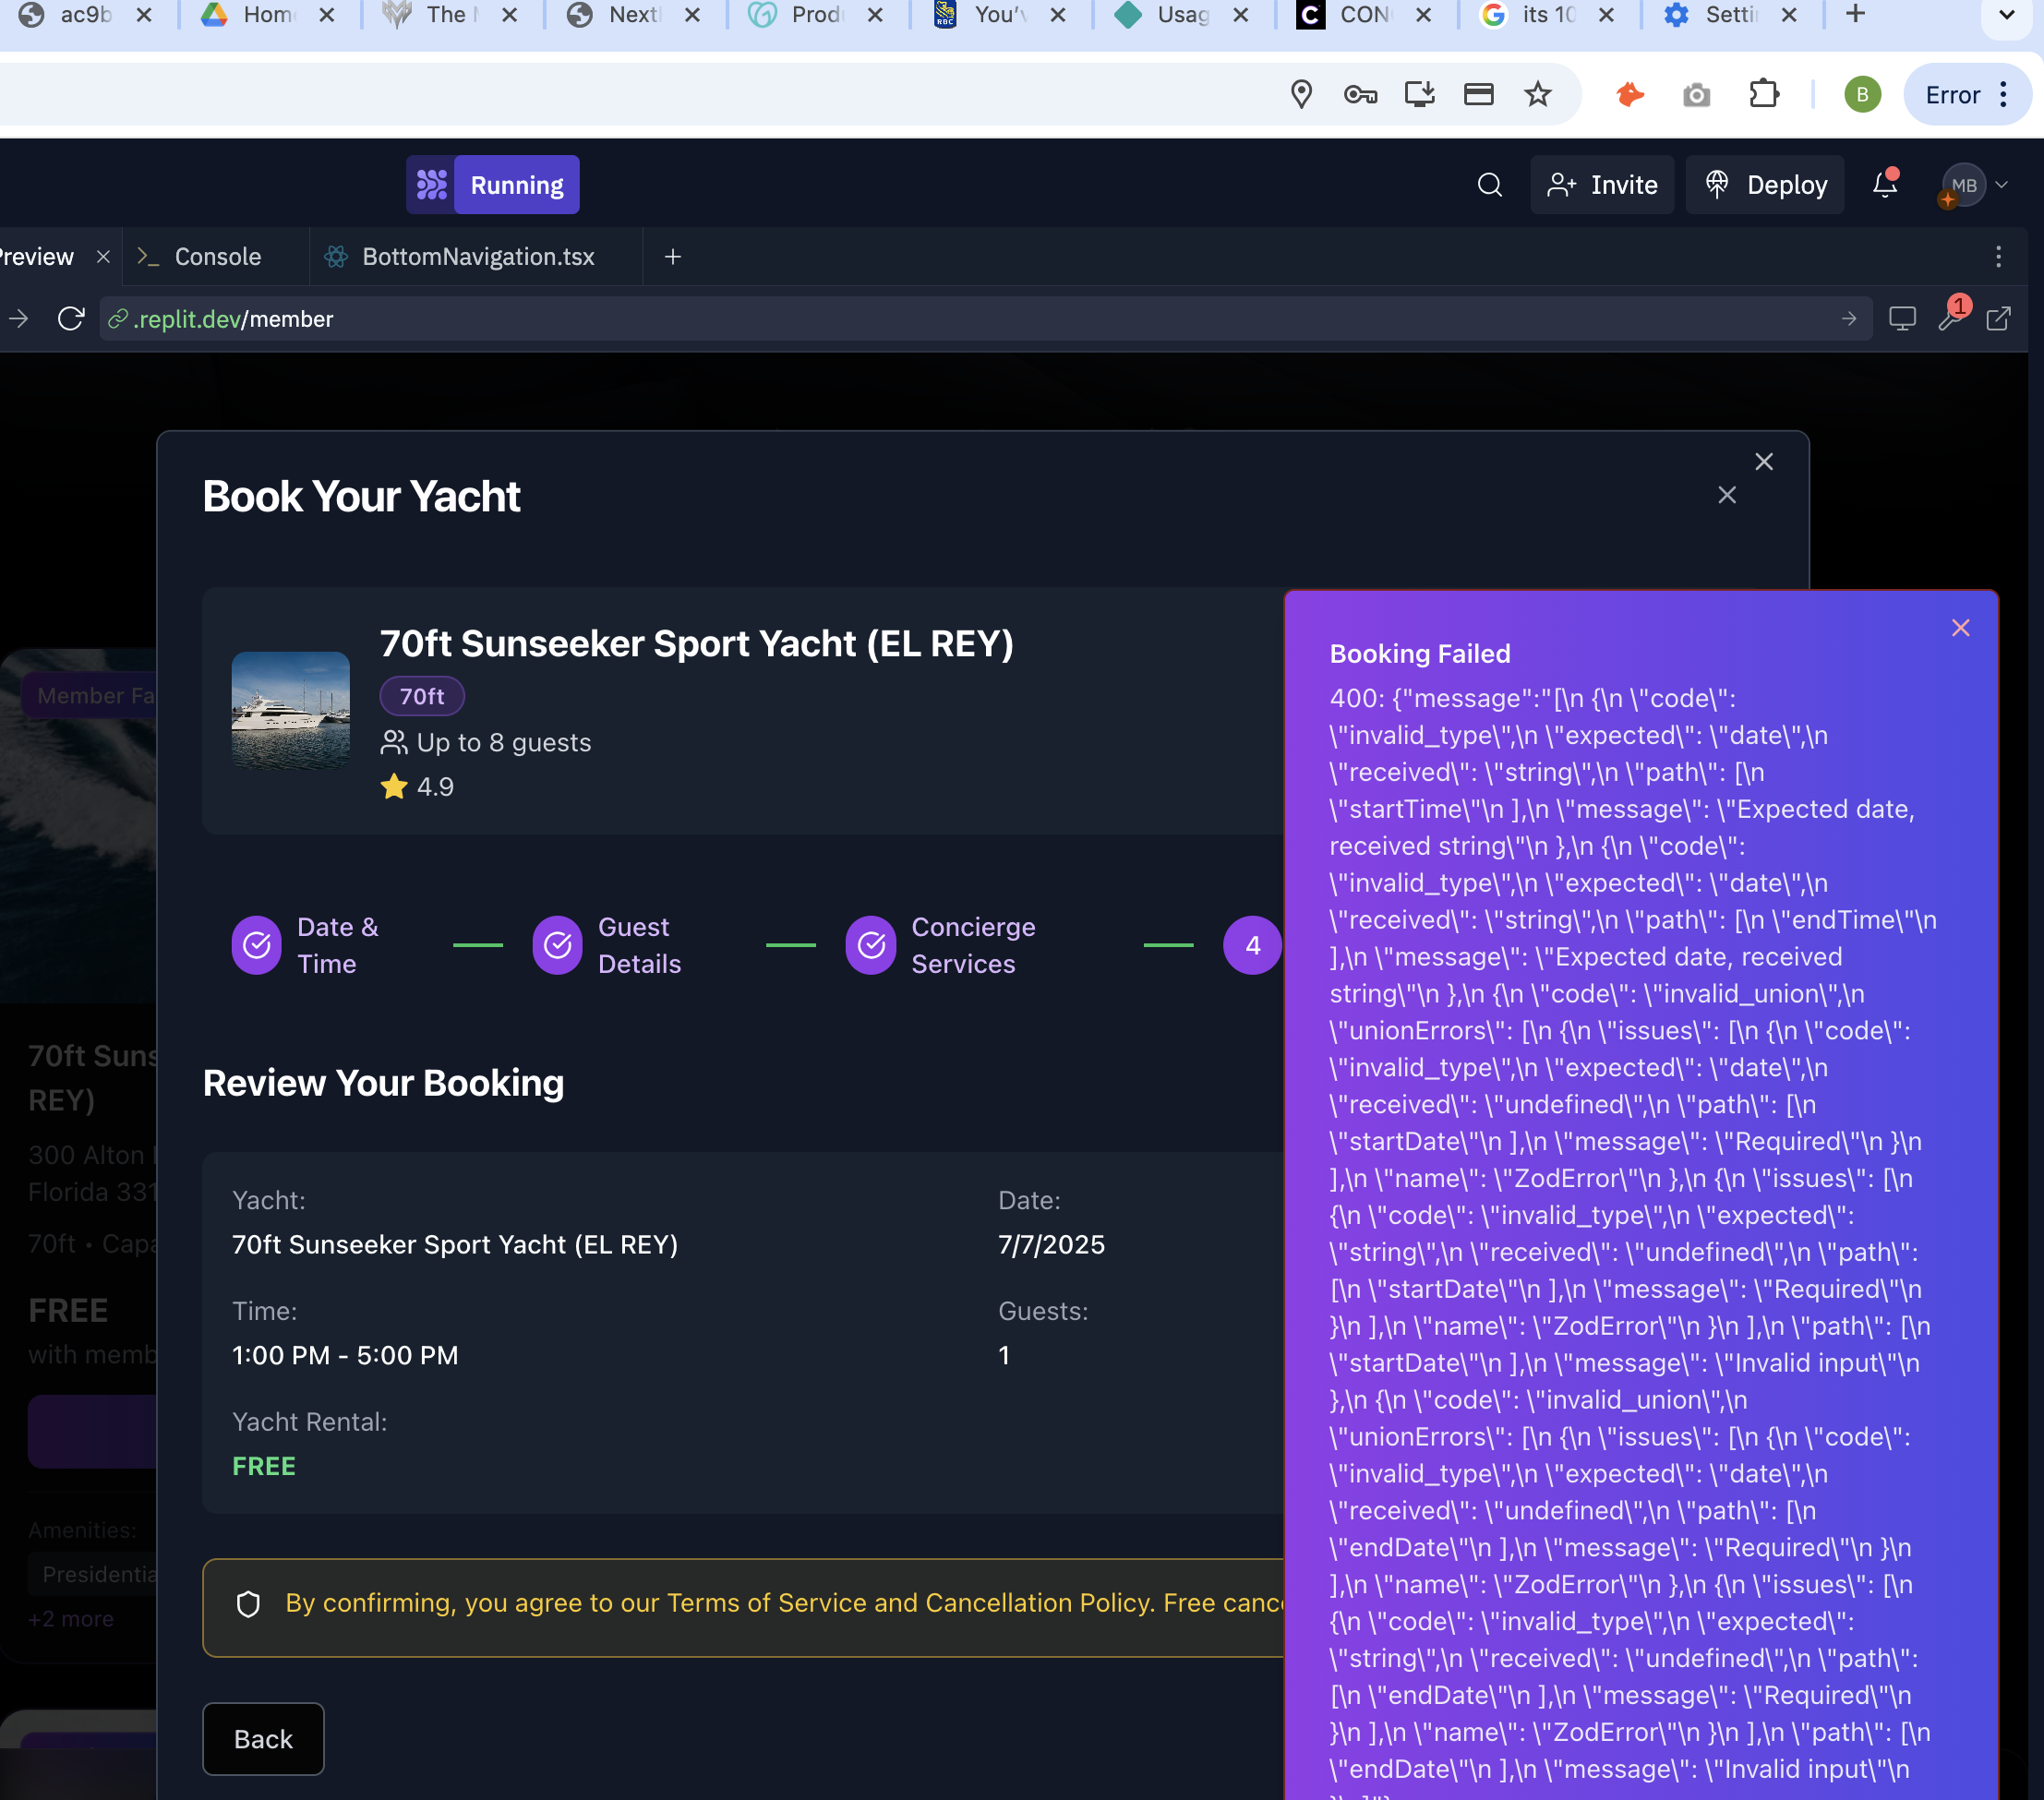 ac9b
Hom
The M
Next
Prod
You'v
Usag
CON
its 10
Setti
RBC
B
Error
Running
Invite
Deploy
MB
Preview
Console
BottomNavigation.tsx
.replit.dev/member
1
Book Your Yacht
70ft Sunseeker Sport Yacht (EL REY)
70ft
Up to 8 guests
4.9
Date &
Time
Guest
Details
Concierge
Services
4
Review Your Booking
Yacht:
70ft Sunseeker Sport Yacht (EL REY)
Date:
7/7/2025
Time:
1:00 PM - 5:00 PM
Guests:
1
Yacht Rental:
FREE
By confirming, you agree to our Terms of Service and Cancellation Policy. Free canc
Back
Member Fa
70ft Suns
REY)
300 Alton
Florida 331
70ft • Capa
FREE
with memb
Amenities:
Presidentia
+2 more
Booking Failed
400: {"message":"[\n {\n \"code\":
\"invalid_type\",\n \"expected\": \"date\",\n
\"received\": \"string\",\n \"path\": [\n
\"startTime\"\n ],\n \"message\": \"Expected date,
received string\"\n },\n {\n \"code\":
\"invalid_type\",\n \"expected\": \"date\",\n
\"received\": \"string\",\n \"path\": [\n \"endTime\"\n
],\n \"message\": \"Expected date, received
string\"\n },\n {\n \"code\": \"invalid_union\",\n
\"unionErrors\": [\n {\n \"issues\": [\n {\n \"code\":
\"invalid_type\",\n \"expected\": \"date\",\n
\"received\": \"undefined\",\n \"path\": [\n
\"startDate\"\n ],\n \"message\": \"Required\"\n }\n
],\n \"name\": \"ZodError\"\n },\n {\n \"issues\": [\n
{\n \"code\": \"invalid_type\",\n \"expected\":
\"string\",\n \"received\": \"undefined\",\n \"path\":
[\n \"startDate\"\n ],\n \"message\": \"Required\"\n
}\n ],\n \"name\": \"ZodError\"\n }\n ],\n \"path\": [\n
\"startDate\"\n ],\n \"message\": \"Invalid input\"\n
},\n {\n \"code\": \"invalid_union\",\n
\"unionErrors\": [\n {\n \"issues\": [\n {\n \"code\":
\"invalid_type\",\n \"expected\": \"date\",\n
\"received\": \"undefined\",\n \"path\": [\n
\"endDate\"\n ],\n \"message\": \"Required\"\n }\n
],\n \"name\": \"ZodError\"\n },\n {\n \"issues\": [\n
{\n \"code\": \"invalid_type\",\n \"expected\":
\"string\",\n \"received\": \"undefined\",\n \"path\":
[\n \"endDate\"\n ],\n \"message\": \"Required\"\n
}\n ],\n \"name\": \"ZodError\"\n }\n ],\n \"path\": [\n
\"endDate\"\n ],\n \"message\": \"Invalid input\"\n